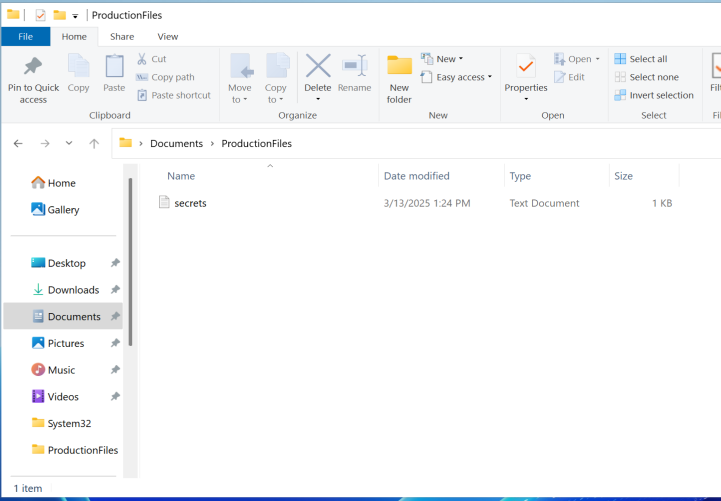 ProductionFiles
File Home Share View
Pin to Quick access
Copy
Paste
Cut
Copy path
Paste shortcut
Clipboard
Move to
Copy to
Delete
Rename
Organize
New folder
New
Easy access
New
Properties
Open
Edit
Open
Select all
Select none
Invert selection
Select
Documents > ProductionFiles
Name Date modified Type Size
secrets 3/13/2025 1:24 PM Text Document 1 KB
Home
Gallery
Desktop
Downloads
Documents
Pictures
Music
Videos
System32
ProductionFiles
1 item